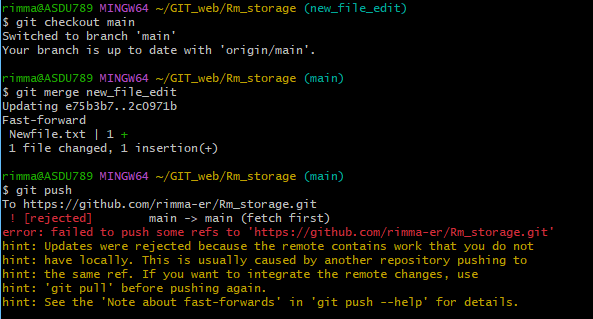 rimma@ASDU789 MINGW64 ~/GIT_web/Rm_storage (new_file_edit)
$ git checkout main
Switched to branch 'main'
Your branch is up to date with 'origin/main'.
rimma@ASDU789 MINGW64 ~/GIT_web/Rm_storage (main)
$ git merge new_file_edit
Updating e75b3b7..2c0971b
Fast-forward
 Newfile.txt | 1 +
 1 file changed, 1 insertion(+)
rimma@ASDU789 MINGW64 ~/GIT_web/Rm_storage (main)
$ git push
To https://github.com/rimma-er/Rm_storage.git
 ! [rejected]        main -> main (fetch first)
error: failed to push some refs to 'https://github.com/rimma-er/Rm_storage.git'
hint: Updates were rejected because the remote contains work that you do not
hint: have locally. This is usually caused by another repository pushing to
hint: the same ref. If you want to integrate the remote changes, use
hint: 'git pull' before pushing again.
hint: See the 'Note about fast-forwards' in 'git push --help' for details.